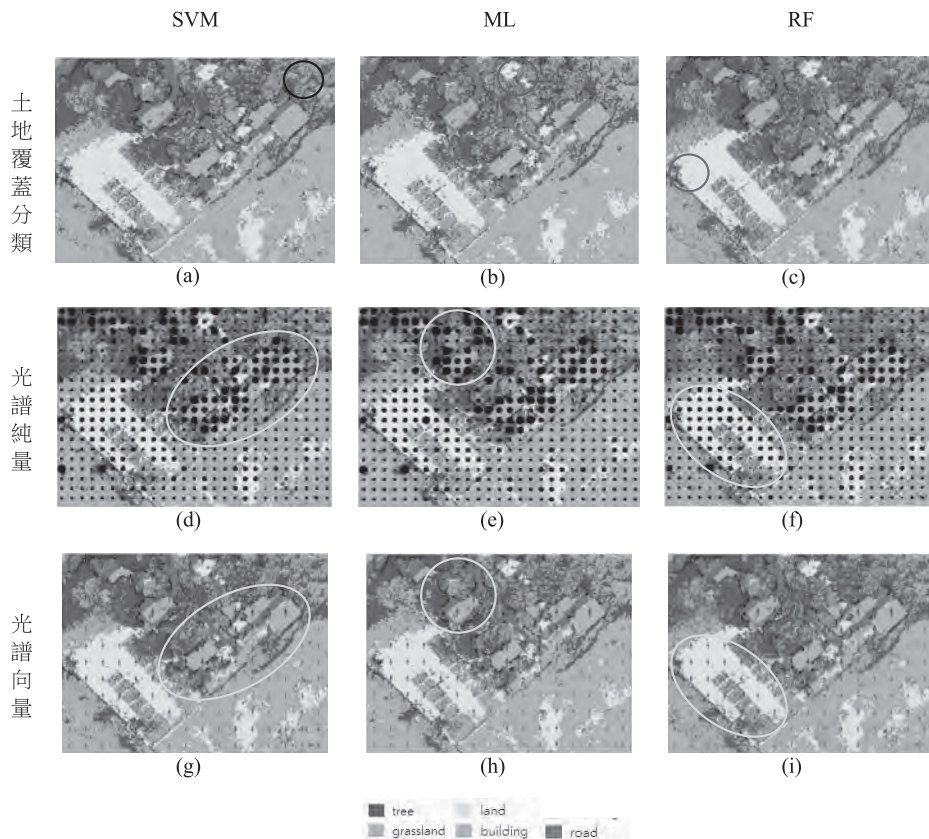 SVM ML RF
土地覆蓋分類
(a) (b) (c)
光譜純量
(d) (e) (f)
光譜向量
(g) (h) (i)
tree land
grassland building road